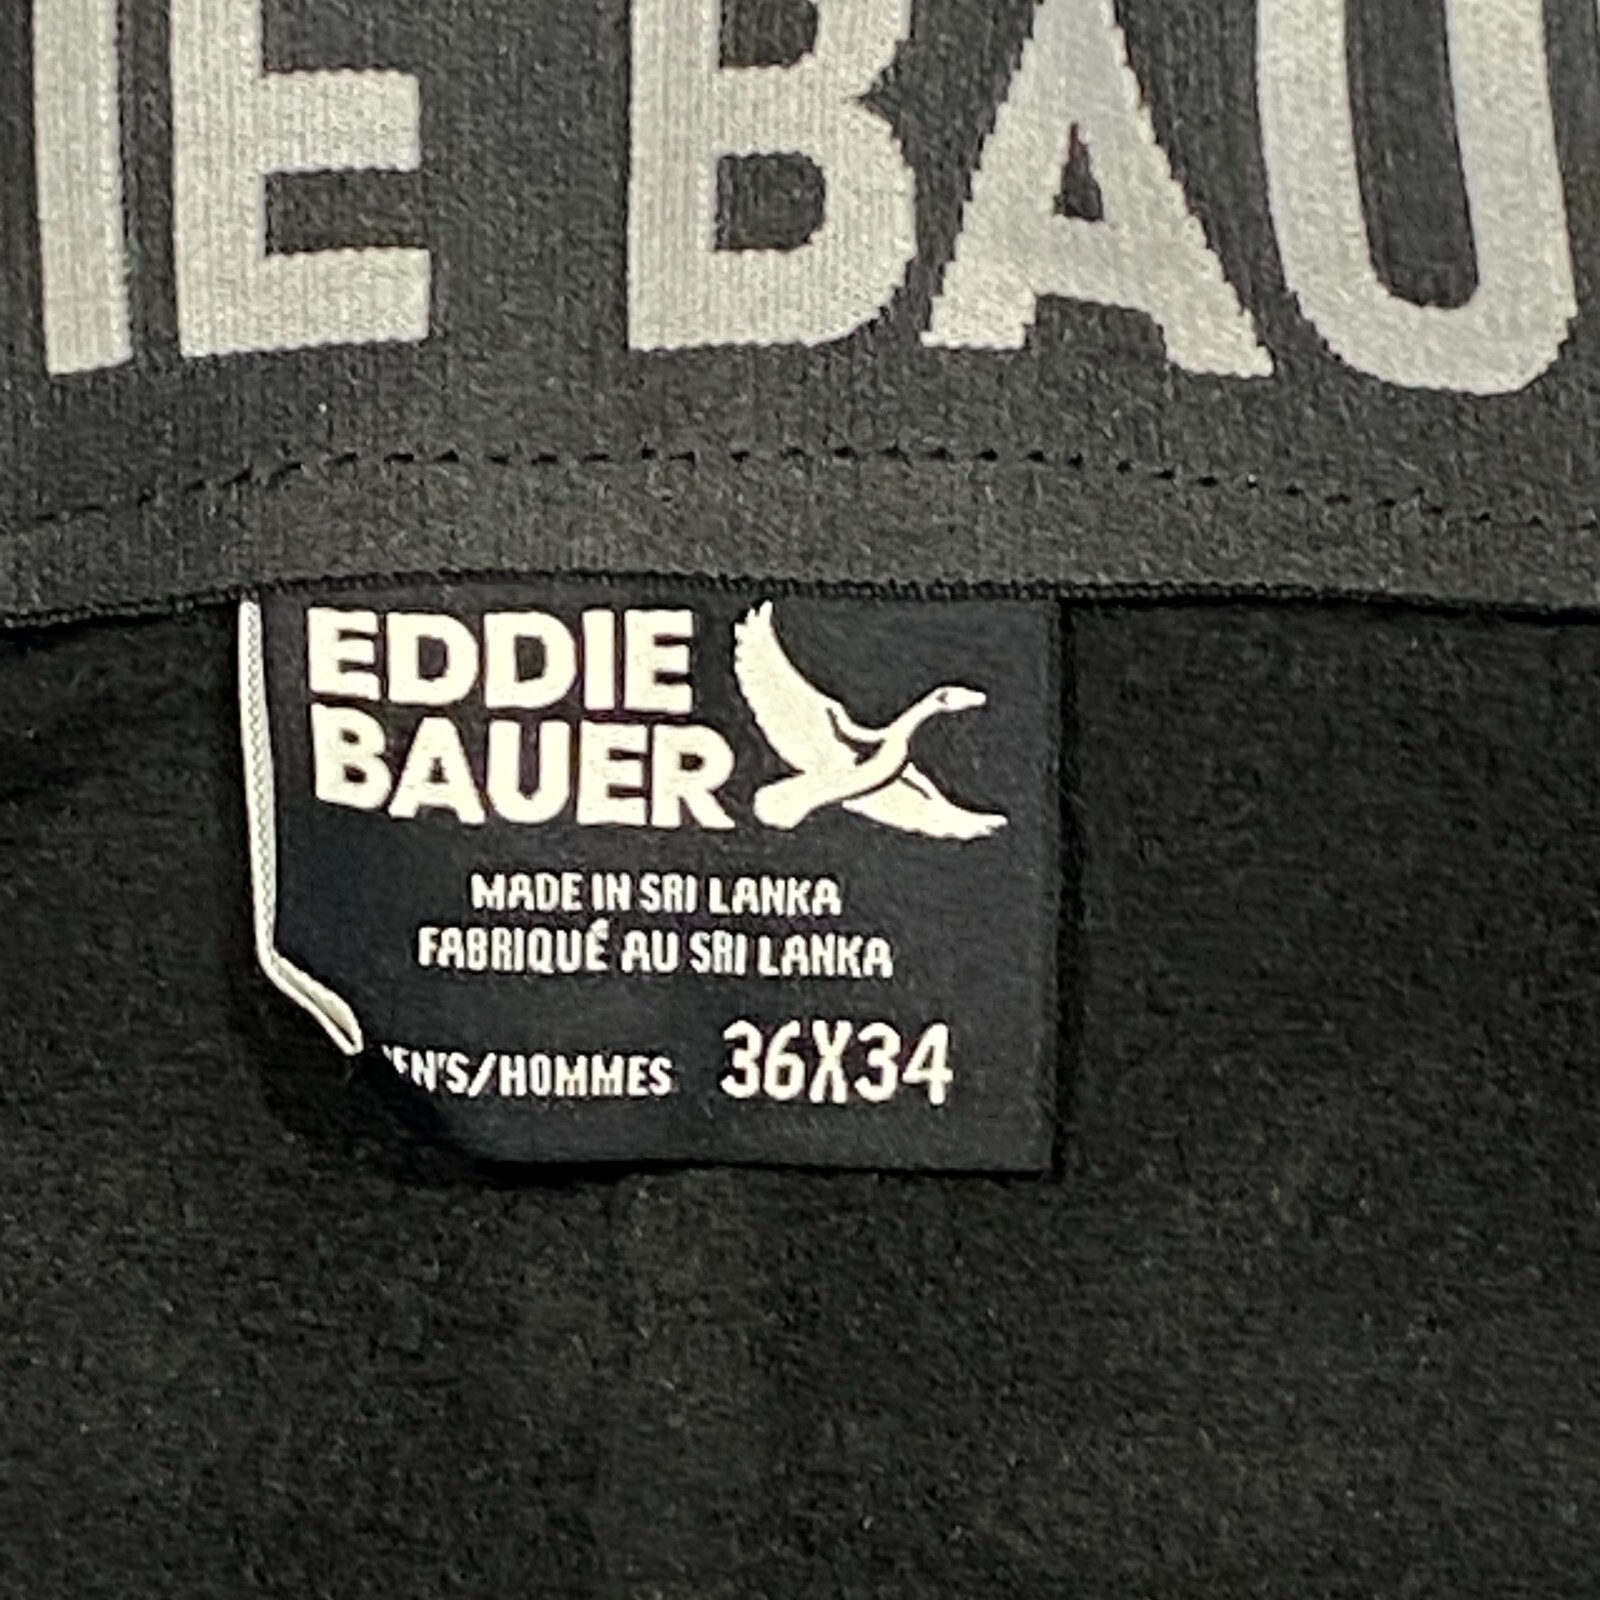 IE BAU
EDDIE
BAUER
MADE IN SRI LANKA
FABRIQUÉ AU SRI LANKA
EN'S/HOMMES 36X34